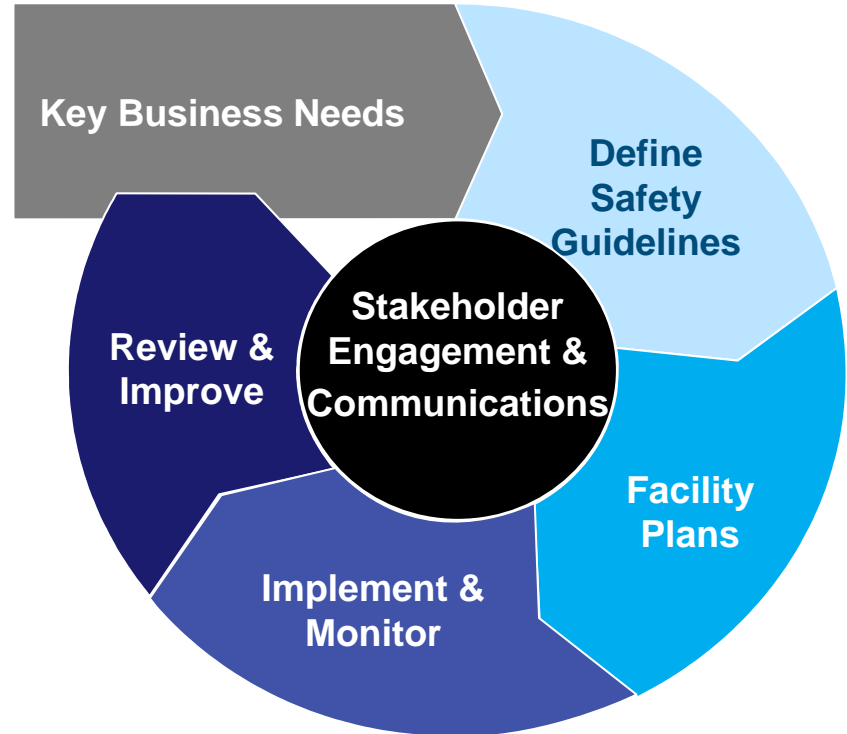 Key Business Needs
Define
Safety
Guidelines
Stakeholder
Engagement &
Communications
Review &
Improve
Facility
Plans
Implement &
Monitor